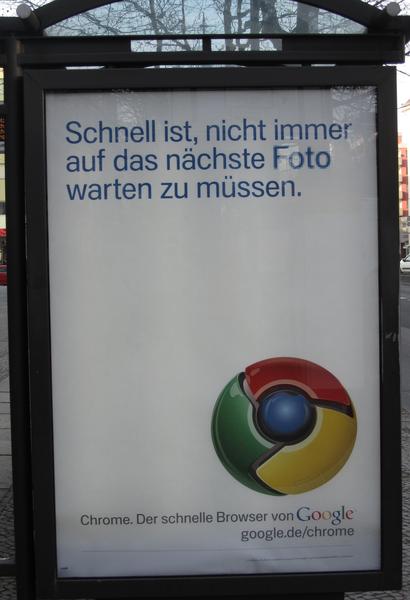 Schnell ist, nicht immer
auf das nächste Foto
warten zu müssen.
Chrome. Der schnelle Browser von Google
google.de/chrome